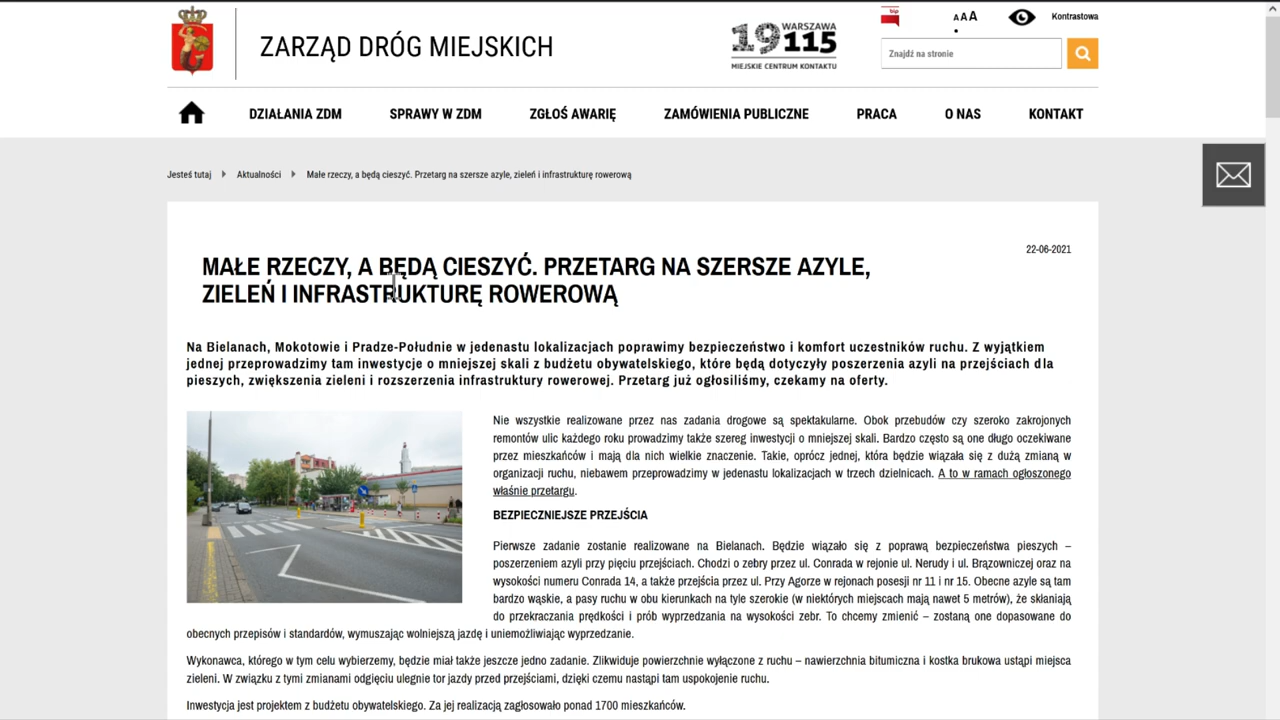 ZARZĄD DRÓG MIEJSKICH
19115 WARSZAWA
MIEJSKIE CENTRUM KONTAKTU
bip
A A A
Kontrastowa
Znajdź na stronie
DZIAŁANIA ZDM SPRAWY W ZDM ZGŁOŚ AWARIĘ ZAMÓWIENIA PUBLICZNE PRACA O NAS KONTAKT
Jesteś tutaj Aktualności Małe rzeczy, a będą cieszyć. Przetarg na szersze azyle, zieleń i infrastrukturę rowerową
22-06-2021
MAŁE RZECZY, A BĘDĄ CIESZYĆ. PRZETARG NA SZERSZE AZYLE,
ZIELEŃ I INFRASTRUKTURĘ ROWEROWĄ
Na Bielanach, Mokotowie i Pradze-Południe w jedenastu lokalizacjach poprawimy bezpieczeństwo i komfort uczestników ruchu. Z wyjątkiem
jednej przeprowadzimy tam inwestycje o mniejszej skali z budżetu obywatelskiego, które będą dotyczyły poszerzenia azyli na przejściach dla
pieszych, zwiększenia zieleni i rozszerzenia infrastruktury rowerowej. Przetarg już ogłosiliśmy, czekamy na oferty.
Nie wszystkie realizowane przez nas zadania drogowe są spektakularne. Obok przebudów czy szeroko zakrojonych
remontów ulic każdego roku prowadzimy także szereg inwestycji o mniejszej skali. Bardzo często są one długo oczekiwane
przez mieszkańców i mają dla nich wielkie znaczenie. Takie, oprócz jednej, która będzie wiązała się z dużą zmianą w
organizacji ruchu, niebawem przeprowadzimy w jedenastu lokalizacjach w trzech dzielnicach. A to w ramach ogłoszonego
właśnie przetargu.
BEZPIECZNIEJSZE PRZEJŚCIA
Pierwsze zadanie zostanie realizowane na Bielanach. Będzie wiązało się z poprawą bezpieczeństwa pieszych –
poszerzeniem azyli przy pięciu przejściach. Chodzi o zebry przez ul. Conrada w rejonie ul. Nerudy i ul. Brązowniczej oraz na
wysokości numeru Conrada 14, a także przejścia przez ul. Przy Agorze w rejonach posesji nr 11 i nr 15. Obecne azyle są tam
bardzo wąskie, a pasy ruchu w obu kierunkach na tyle szerokie (w niektórych miejscach mają nawet 5 metrów), że skłaniają
do przekraczania prędkości i prób wyprzedzania na wysokości zebr. To chcemy zmienić – zostaną one dopasowane do
obecnych przepisów i standardów, wymuszając wolniejszą jazdę i uniemożliwiając wyprzedzanie.
Wykonawca, którego w tym celu wybierzemy, będzie miał także jeszcze jedno zadanie. Zlikwiduje powierzchnie wyłączone z ruchu – nawierzchnia bitumiczna i kostka brukowa ustąpi miejsca
zieleni. W związku z tymi zmianami odgięciu ulegnie tor jazdy przed przejściami, dzięki czemu nastąpi tam uspokojenie ruchu.
Inwestycja jest projektem z budżetu obywatelskiego. Za jej realizacją zagłosowało ponad 1700 mieszkańców.